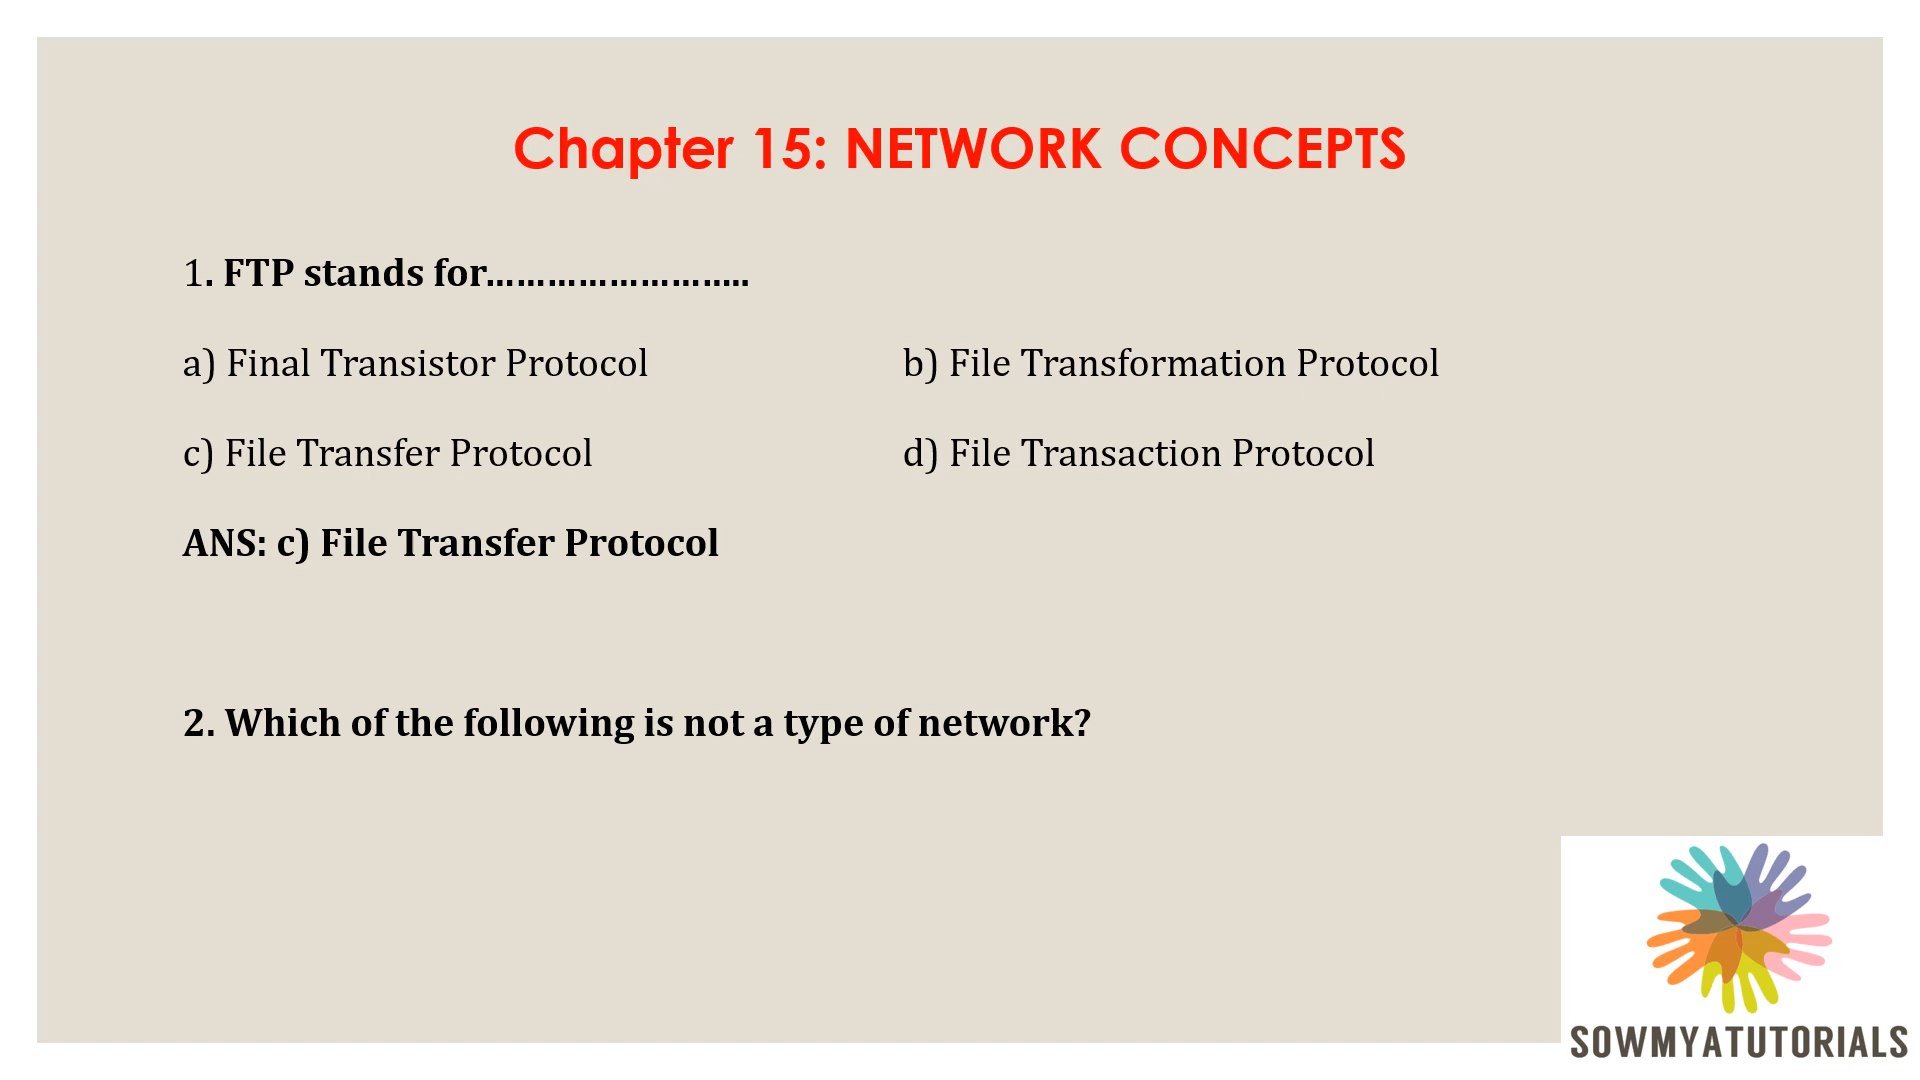 Chapter 15: NETWORK CONCEPTS
1. FTP stands for……………………..
a) Final Transistor Protocol b) File Transformation Protocol
c) File Transfer Protocol d) File Transaction Protocol
ANS: c) File Transfer Protocol
2. Which of the following is not a type of network?
SOWMYATUTORIALS